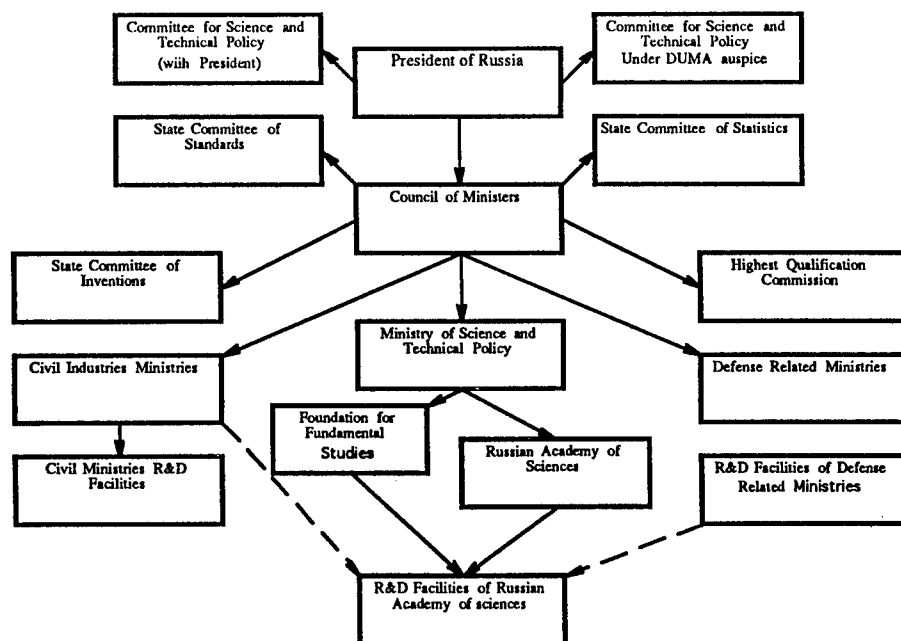 Committee for Science and
Technical Policy
(wiih President)
President of Russia
Committee for Science and
Technical Policy
Under DUMA auspice
State Committee of
Standards
State Committee of Statistics
Council of Ministers
State Committee of
Inventions
Highest Qualification
Commission
Ministry of Science and
Technical Policy
Civil Industries Ministries
Defense Related Ministries
Foundation for
Fundamental
Studies
Russian Academy of
Sciences
Civil Ministries R&D
Facilities
R&D Facilities of Defense
Related Ministries
R&D Facilities of Russian
Academy of sciences